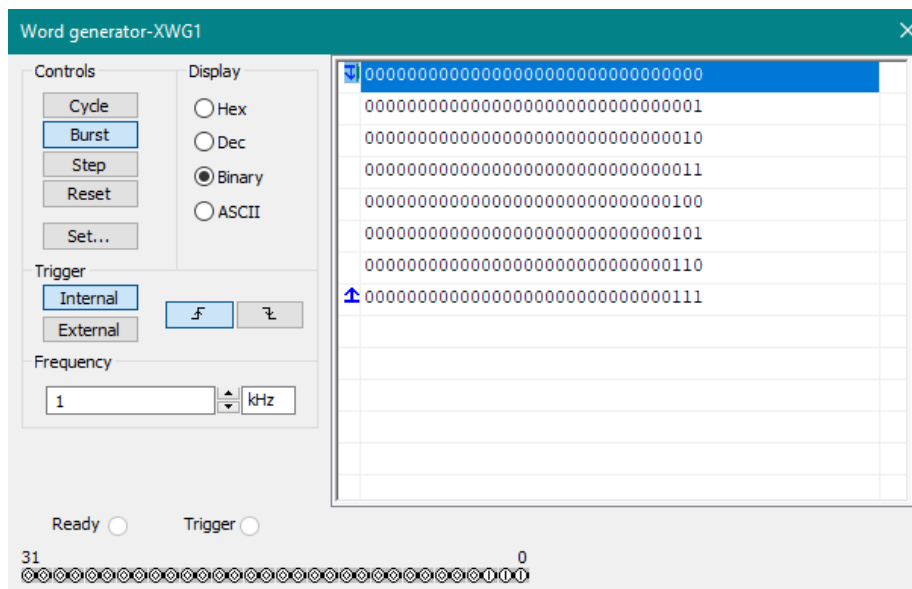 Word generator-XWG1
Controls
Display
Cycle
Burst
Step
Reset
Set...
Hex
Dec
Binary
ASCII
Trigger
Internal
External
Frequency
1
kHz
00000000000000000000000000000000
00000000000000000000000000000001
00000000000000000000000000000010
00000000000000000000000000000011
00000000000000000000000000000100
00000000000000000000000000000101
00000000000000000000000000000110
00000000000000000000000000000111
Ready
Trigger
31
0